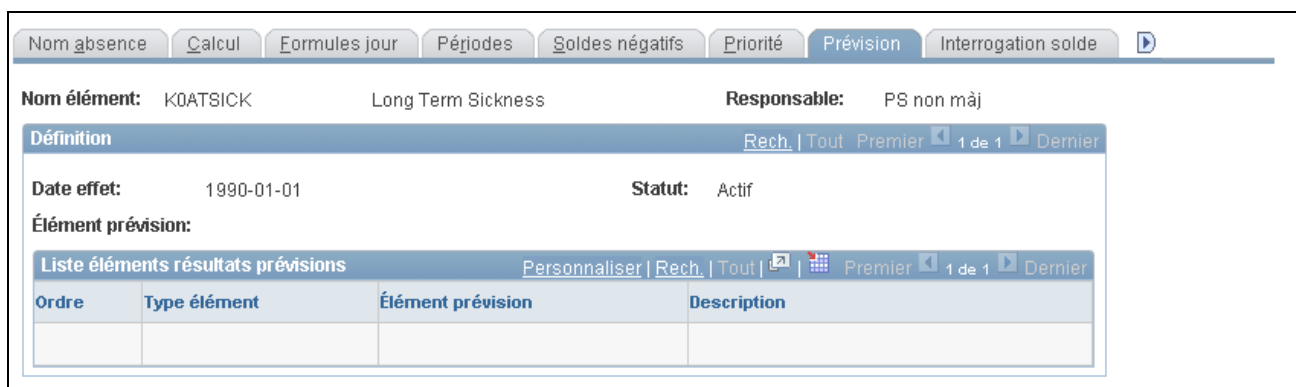 Nom absence Calcul Formules jour Périodes Soldes négatifs Priorité Prévision Interrogation solde
Nom élément: K0ATSICK Long Term Sickness Responsable: PS non màj
Définition Rech. | Tout Premier 1 de 1 Dernier
Date effet: 1990-01-01 Statut: Actif
Élément prévision:
Liste éléments résultats prévisions Personnaliser | Rech. | Tout | | Premier 1 de 1 Dernier
Ordre Type élément Élément prévision Description